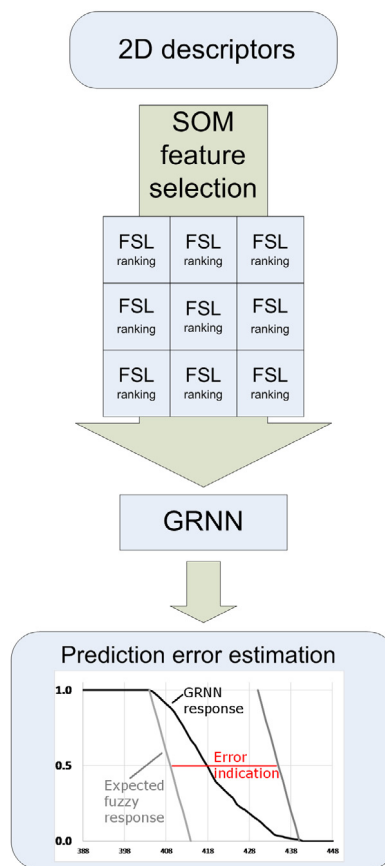 2D descriptors
SOM
feature
selection
FSL FSL FSL
ranking ranking ranking
FSL FSL FSL
ranking ranking ranking
FSL FSL FSL
ranking ranking ranking
GRNN
Prediction error estimation
1.0
GRNN
response
0.5
Error
indication
Expected
fuzzy
response
0.0
388 398 408 418 428 438 448